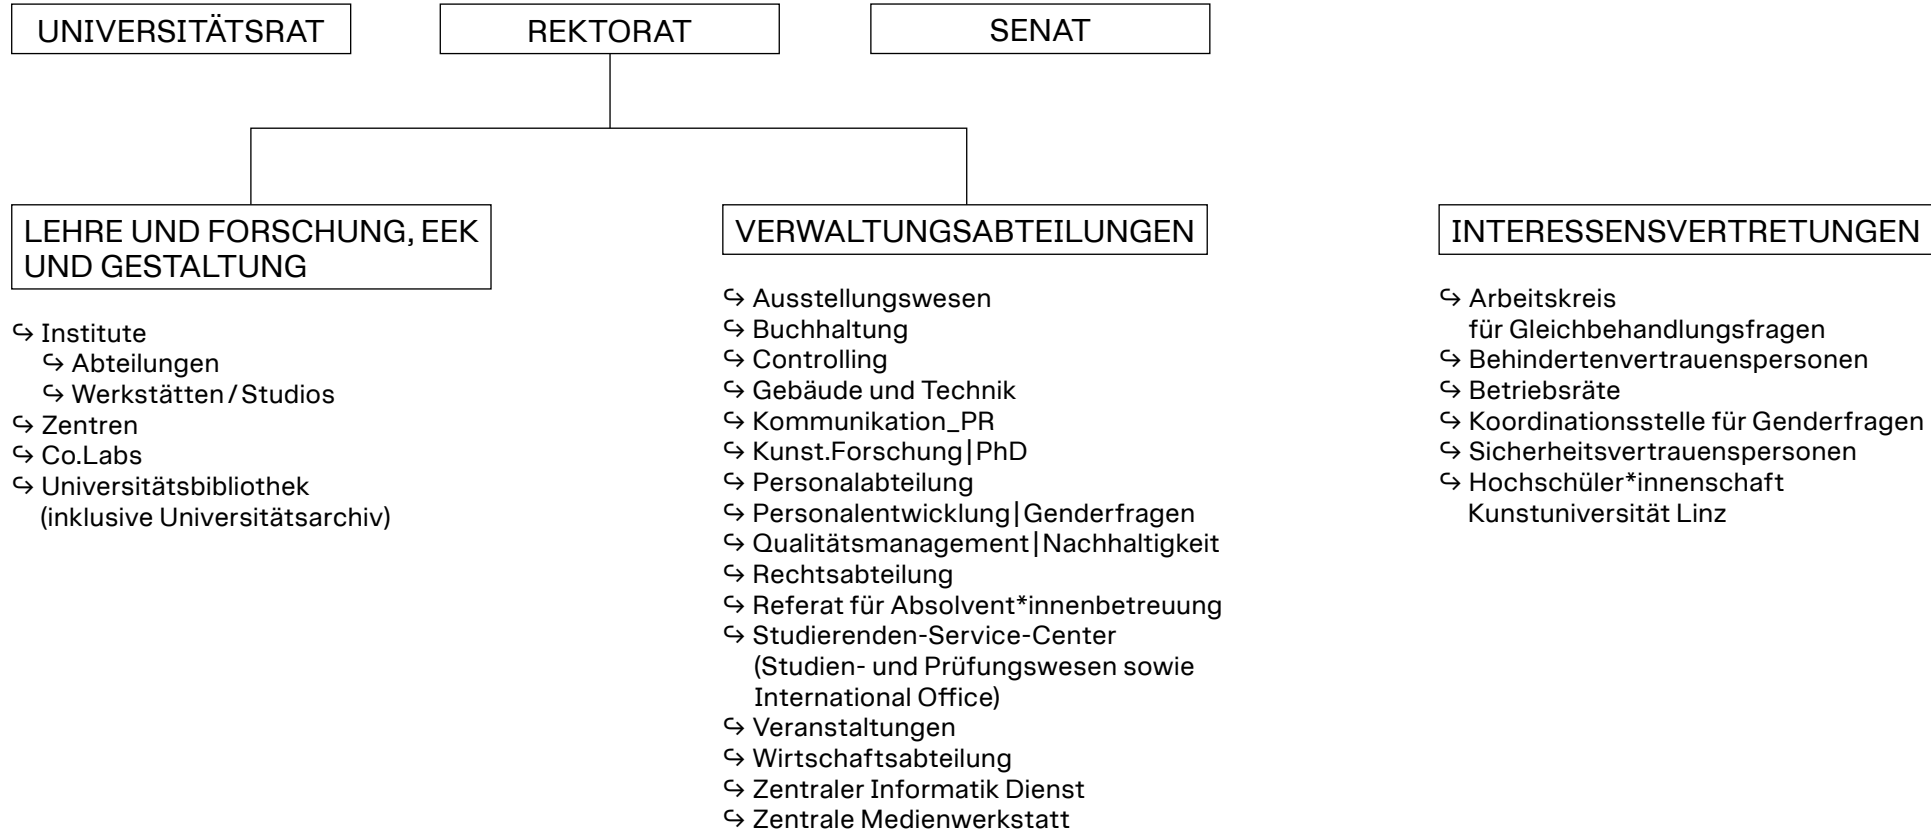 UNIVERSITÄTSRAT
REKTORAT
SENAT
LEHRE UND FORSCHUNG, EEK
UND GESTALTUNG
↪ Institute
↪ Abteilungen
↪ Werkstätten/Studios
↪ Zentren
↪ Co.Labs
↪ Universitätsbibliothek
(inklusive Universitätsarchiv)
VERWALTUNGSABTEILUNGEN
↪ Ausstellungswesen
↪ Buchhaltung
↪ Controlling
↪ Gebäude und Technik
↪ Kommunikation_PR
↪ Kunst.Forschung|PhD
↪ Personalabteilung
↪ Personalentwicklung|Genderfragen
↪ Qualitätsmanagement|Nachhaltigkeit
↪ Rechtsabteilung
↪ Referat für Absolvent*innenbetreuung
↪ Studierenden-Service-Center
(Studien- und Prüfungswesen sowie
International Office)
↪ Veranstaltungen
↪ Wirtschaftsabteilung
↪ Zentraler Informatik Dienst
↪ Zentrale Medienwerkstatt
INTERESSENSVERTRETUNGEN
↪ Arbeitskreis
für Gleichbehandlungsfragen
↪ Behindertenvertrauenspersonen
↪ Betriebsräte
↪ Koordinationsstelle für Genderfragen
↪ Sicherheitsvertrauenspersonen
↪ Hochschüler*innenschaft
Kunstuniversität Linz